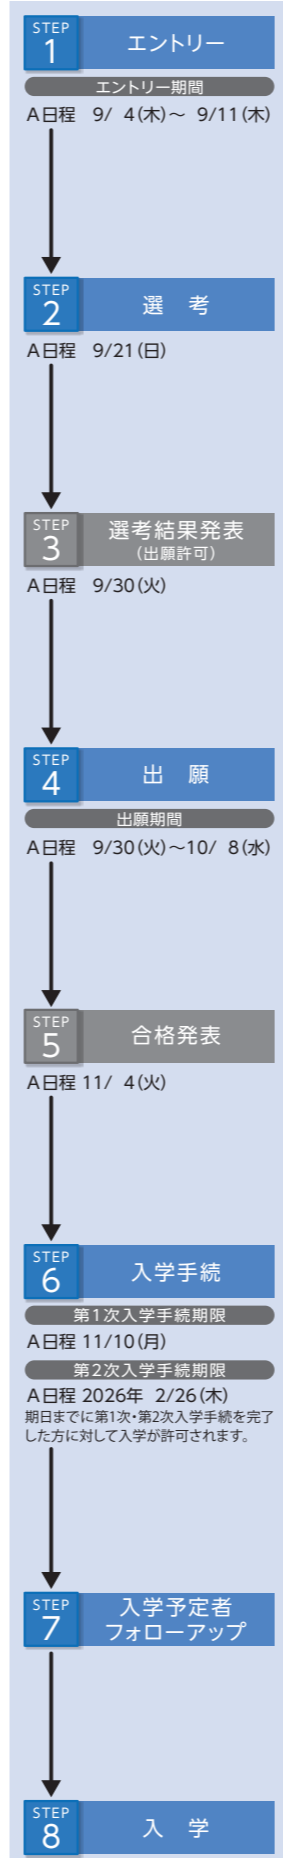 STEP
1
エントリー
エントリー期間
A日程 9/ 4(木)～ 9/11(木)
STEP
2
選 考
A日程 9/21(日)
STEP
3
選考結果発表
(出願許可)
A日程 9/30(火)
STEP
4
出 願
出願期間
A日程 9/30(火)～10/ 8(水)
STEP
5
合格発表
A日程 11/ 4(火)
STEP
6
入学手続
第1次入学手続期限
A日程 11/10(月)
第2次入学手続期限
A日程 2026年 2/26(木)
期日までに第1次・第2次入学手続を完了
した方に対して入学が許可されます。
STEP
7
入学予定者
フォローアップ
STEP
8
入 学